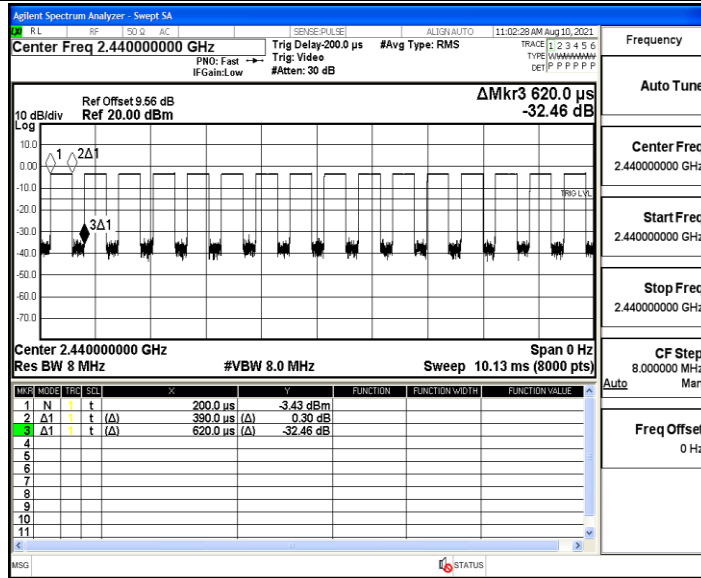 Agilent Spectrum Analyzer - Swept SA
RL RF 50 Ω AC SENSE:PULSE ALIGN AUTO 11:02:28 AM Aug 10, 2021
Center Freq 2.440000000 GHz
PNO: Fast
IFGain:Low
Trig Delay-200.0 µs
Trig: Video
#Atten: 30 dB
#Avg Type: RMS
TRACE 1 2 3 4 5 6
TYPE WWWWWW
DET P P P P P P
ΔMkr3 620.0 µs
-32.46 dB
Ref Offset 9.56 dB
10 dB/div Ref 20.00 dBm
Log
10.0
0.00
-10.0
-20.0
-30.0
-40.0
-50.0
-60.0
-70.0
1
2Δ1
3Δ1
TRIG LVL
Center 2.440000000 GHz Span 0 Hz
Res BW 8 MHz #VBW 8.0 MHz Sweep 10.13 ms (8000 pts)
MKR MODE TRC SCL X Y FUNCTION FUNCTION WIDTH FUNCTION VALUE
1 N 1 t 200.0 µs -3.43 dBm
2 Δ1 1 t (Δ) 390.0 µs (Δ) 0.30 dB
3 Δ1 1 t (Δ) 620.0 µs (Δ) -32.46 dB
4
5
6
7
8
9
10
11
MSG STATUS
Frequency
Auto Tune
Center Freq
2.440000000 GHz
Start Freq
2.440000000 GHz
Stop Freq
2.440000000 GHz
CF Step
8.000000 MHz
Auto Man
Freq Offset
0 Hz